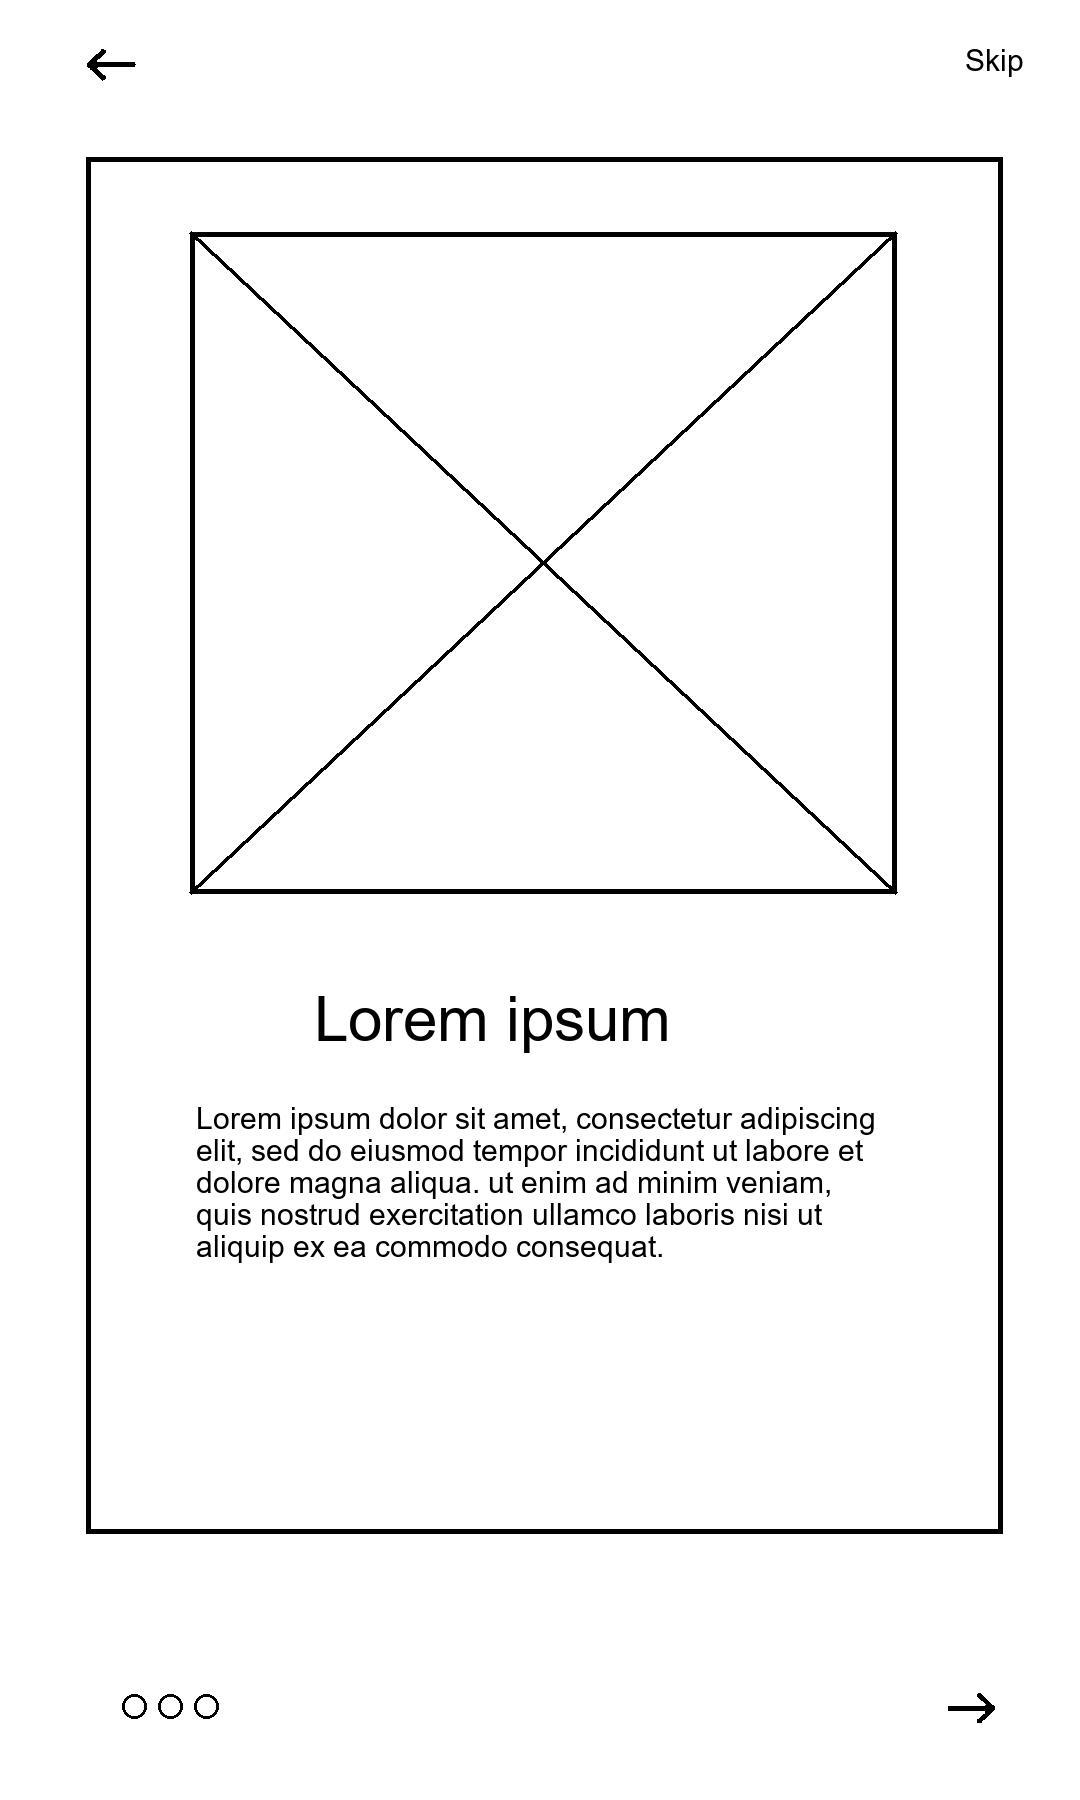 Skip
Lorem ipsum
Lorem ipsum dolor sit amet, consectetur adipiscing
elit, sed do eiusmod tempor incididunt ut labore et
dolore magna aliqua. ut enim ad minim veniam,
quis nostrud exercitation ullamco laboris nisi ut
aliquip ex ea commodo consequat.